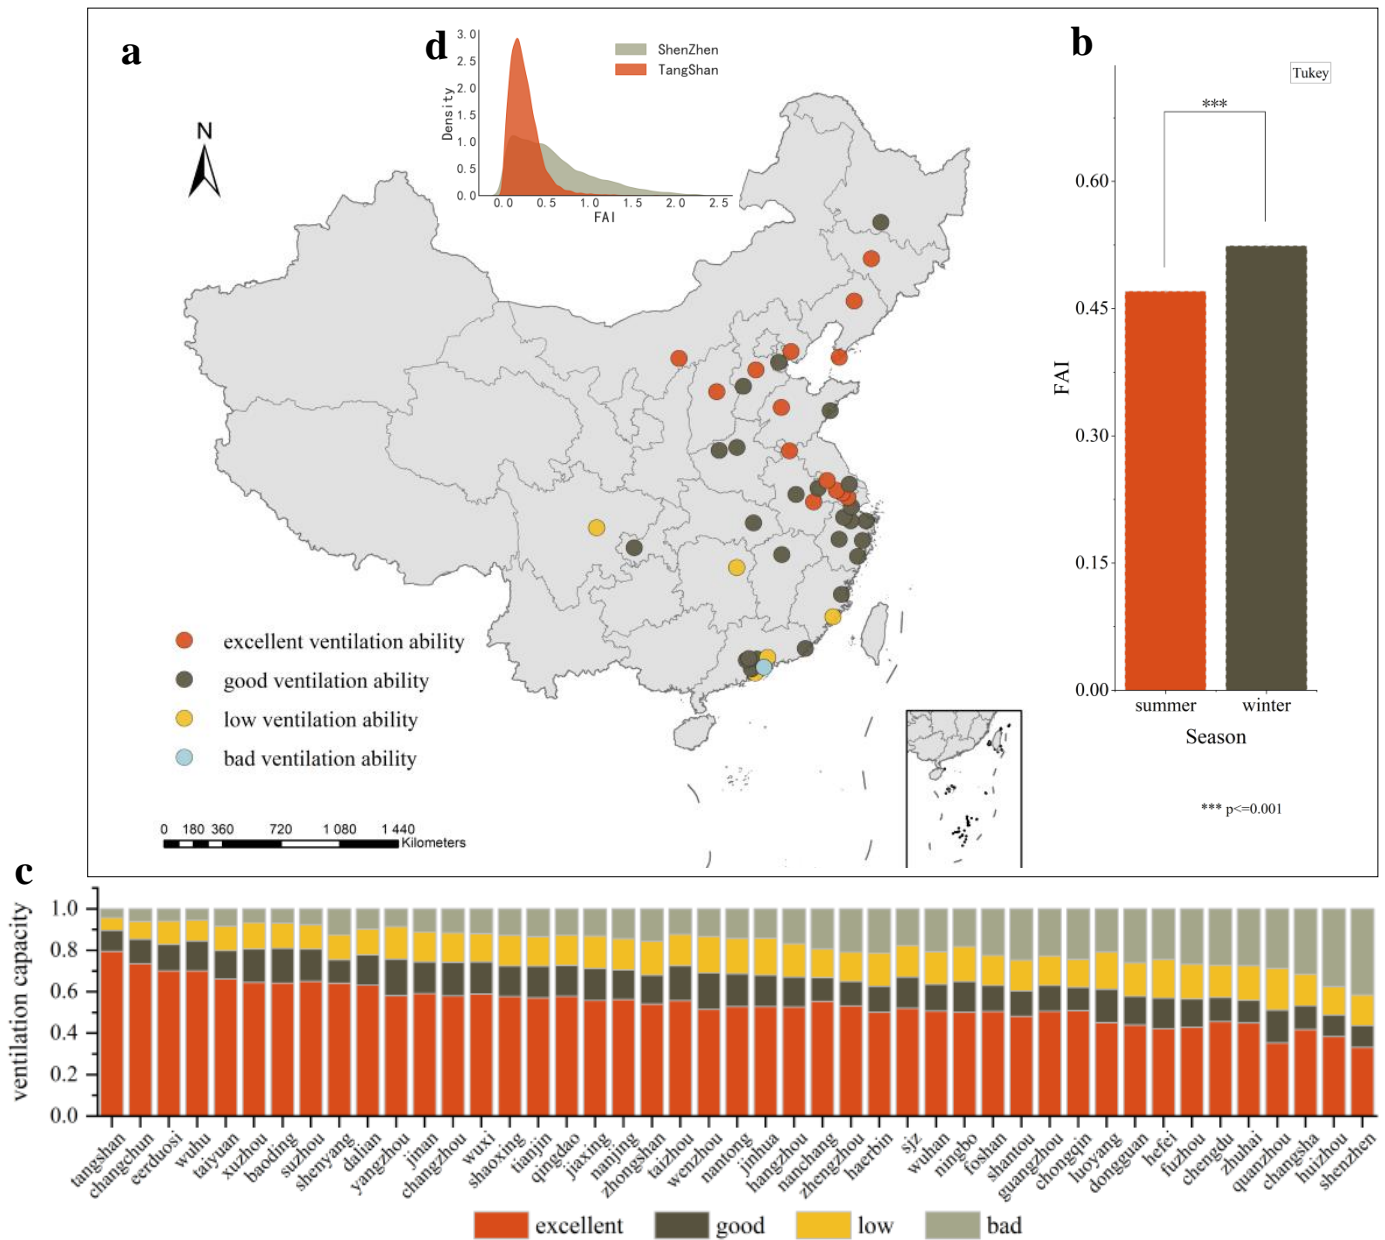 a
d
3.0
2.5
2.0
1.5
1.0
0.5
0.0
Density
0.0 0.5 1.0 1.5 2.0 2.5
FAI
ShenZhen
TangShan
b
Tukey
***
0.60
0.45
0.30
0.15
0.00
FAI
summer winter
Season
*** p<=0.001
N
excellent ventilation ability
good ventilation ability
low ventilation ability
bad ventilation ability
0 180 360 720 1 080 1 440
Kilometers
c
ventilation capacity
1.0
0.8
0.6
0.4
0.2
0.0
tangshan
changchun
eerduosi
wuhu
taiyuan
xuzhou
baoding
suzhou
shenyang
dalian
yangzhou
jinan
changzhou
wuxi
shaoxing
tianjin
qingdao
jiaxing
nanjing
zhongshan
taizhou
wenzhou
nantong
jinhua
hangzhou
nanchang
zhengzhou
haerbin
sjz
wuhan
ningbo
foshan
shantou
guangzhou
chongqin
luoyang
dongguan
hefei
fuzhou
chengdu
zhuhai
quanzhou
changsha
huizhou
shenzhen
excellent good low bad